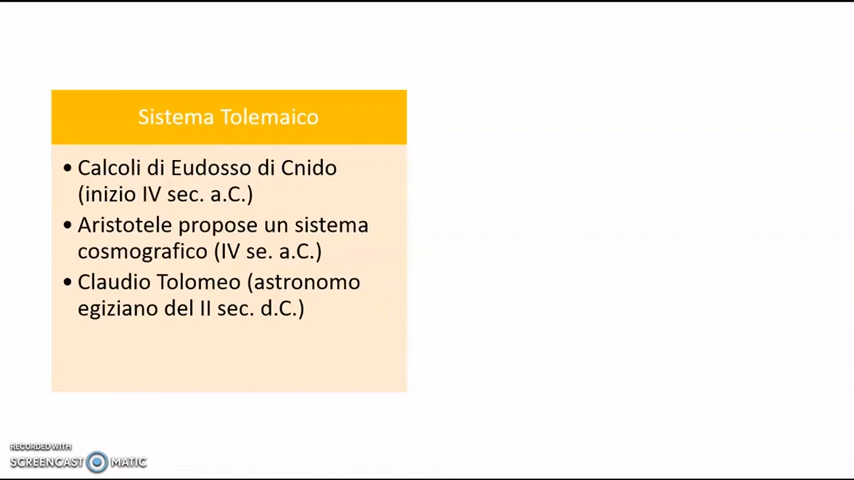 Sistema Tolemaico
• Calcoli di Eudosso di Cnido
(inizio IV sec. a.C.)
• Aristotele propose un sistema
cosmografico (IV se. a.C.)
• Claudio Tolomeo (astronomo
egiziano del II sec. d.C.)
RECORDED WITH
SCREENCAST MATIC